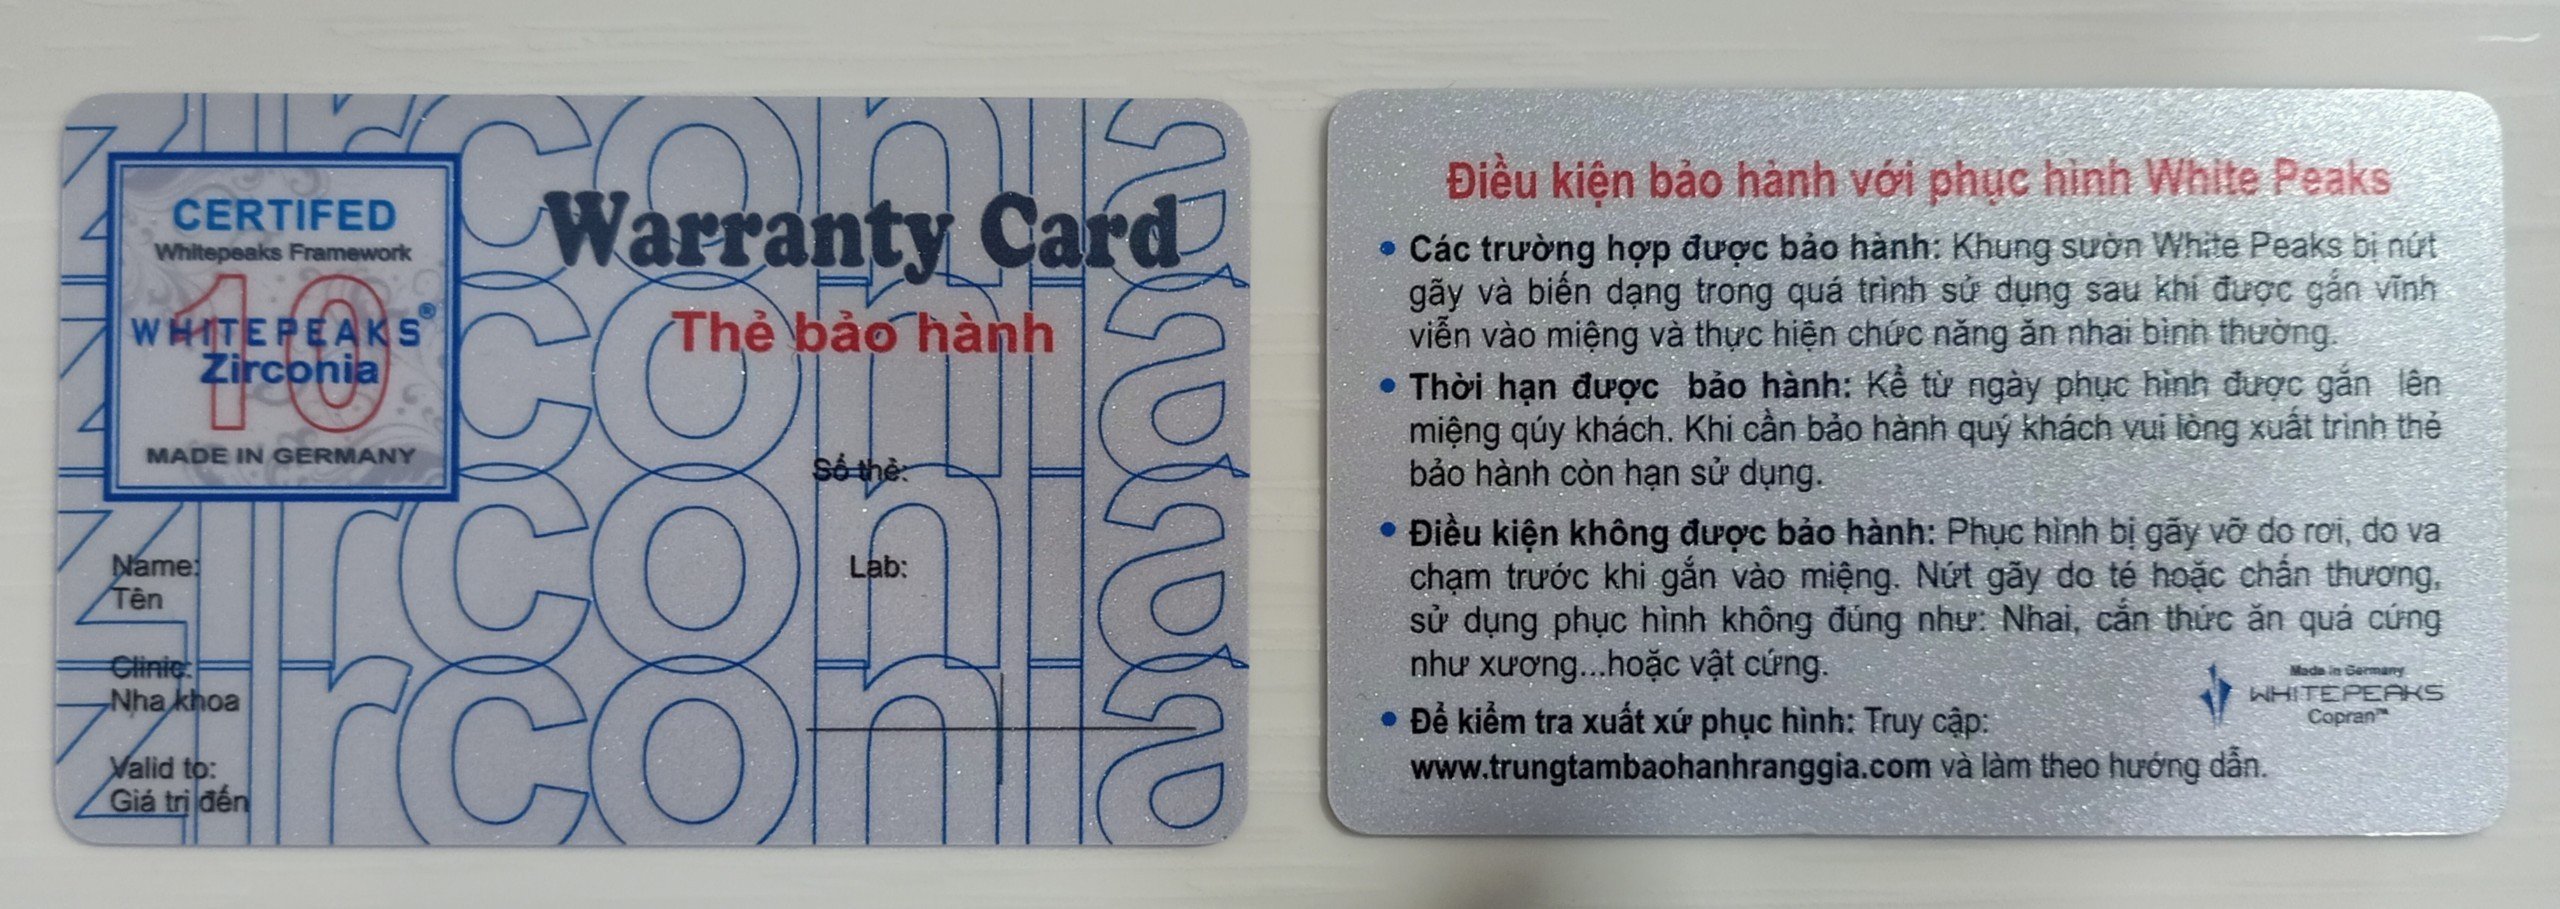 CERTIFED
Whitepeaks Framework
10
WHITEPEAKS®
Zirconia
MADE IN GERMANY
Warranty Card
Thẻ bảo hành
Số thẻ:
Name:
Tên
Lab:
Clinic:
Nha khoa
Valid to:
Giá trị đến
zirconia
zirconia
zirconia
zirconia
Điều kiện bảo hành với phục hình White Peaks
• Các trường hợp được bảo hành: Khung sườn White Peaks bị nứt
gãy và biến dạng trong quá trình sử dụng sau khi được gắn vĩnh
viễn vào miệng và thực hiện chức năng ăn nhai bình thường.
• Thời hạn được bảo hành: Kể từ ngày phục hình được gắn lên
miệng qúy khách. Khi cần bảo hành quý khách vui lòng xuất trình thẻ
bảo hành còn hạn sử dụng.
• Điều kiện không được bảo hành: Phục hình bị gãy vỡ do rơi, do va
chạm trước khi gắn vào miệng. Nứt gãy do té hoặc chấn thương,
sử dụng phục hình không đúng như: Nhai, cắn thức ăn quá cứng
như xương...hoặc vật cứng.
• Để kiểm tra xuất xứ phục hình: Truy cập:
www.trungtambaohanhranggia.com và làm theo hướng dẫn.
Made in Germany
WHITEPEAKS
Copran™